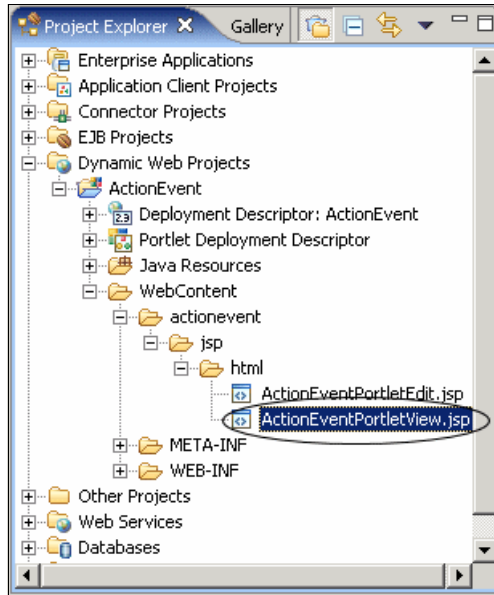 Project Explorer Gallery
Enterprise Applications
Application Client Projects
Connector Projects
EJB Projects
Dynamic Web Projects
ActionEvent
2.3 Deployment Descriptor: ActionEvent
Portlet Deployment Descriptor
Java Resources
WebContent
actionevent
jsp
html
ActionEventPortletEdit.jsp
ActionEventPortletView.jsp
META-INF
WEB-INF
Other Projects
Web Services
Databases